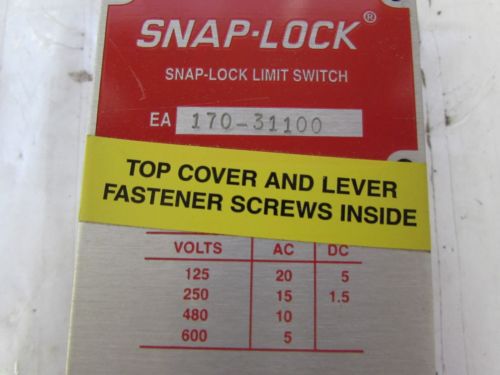 SNAP-LOCK®
SNAP-LOCK LIMIT SWITCH
EA 170-31100
TOP COVER AND LEVER
FASTENER SCREWS INSIDE
VOLTS AC DC
125 20 5
250 15 1.5
480 10
600 5